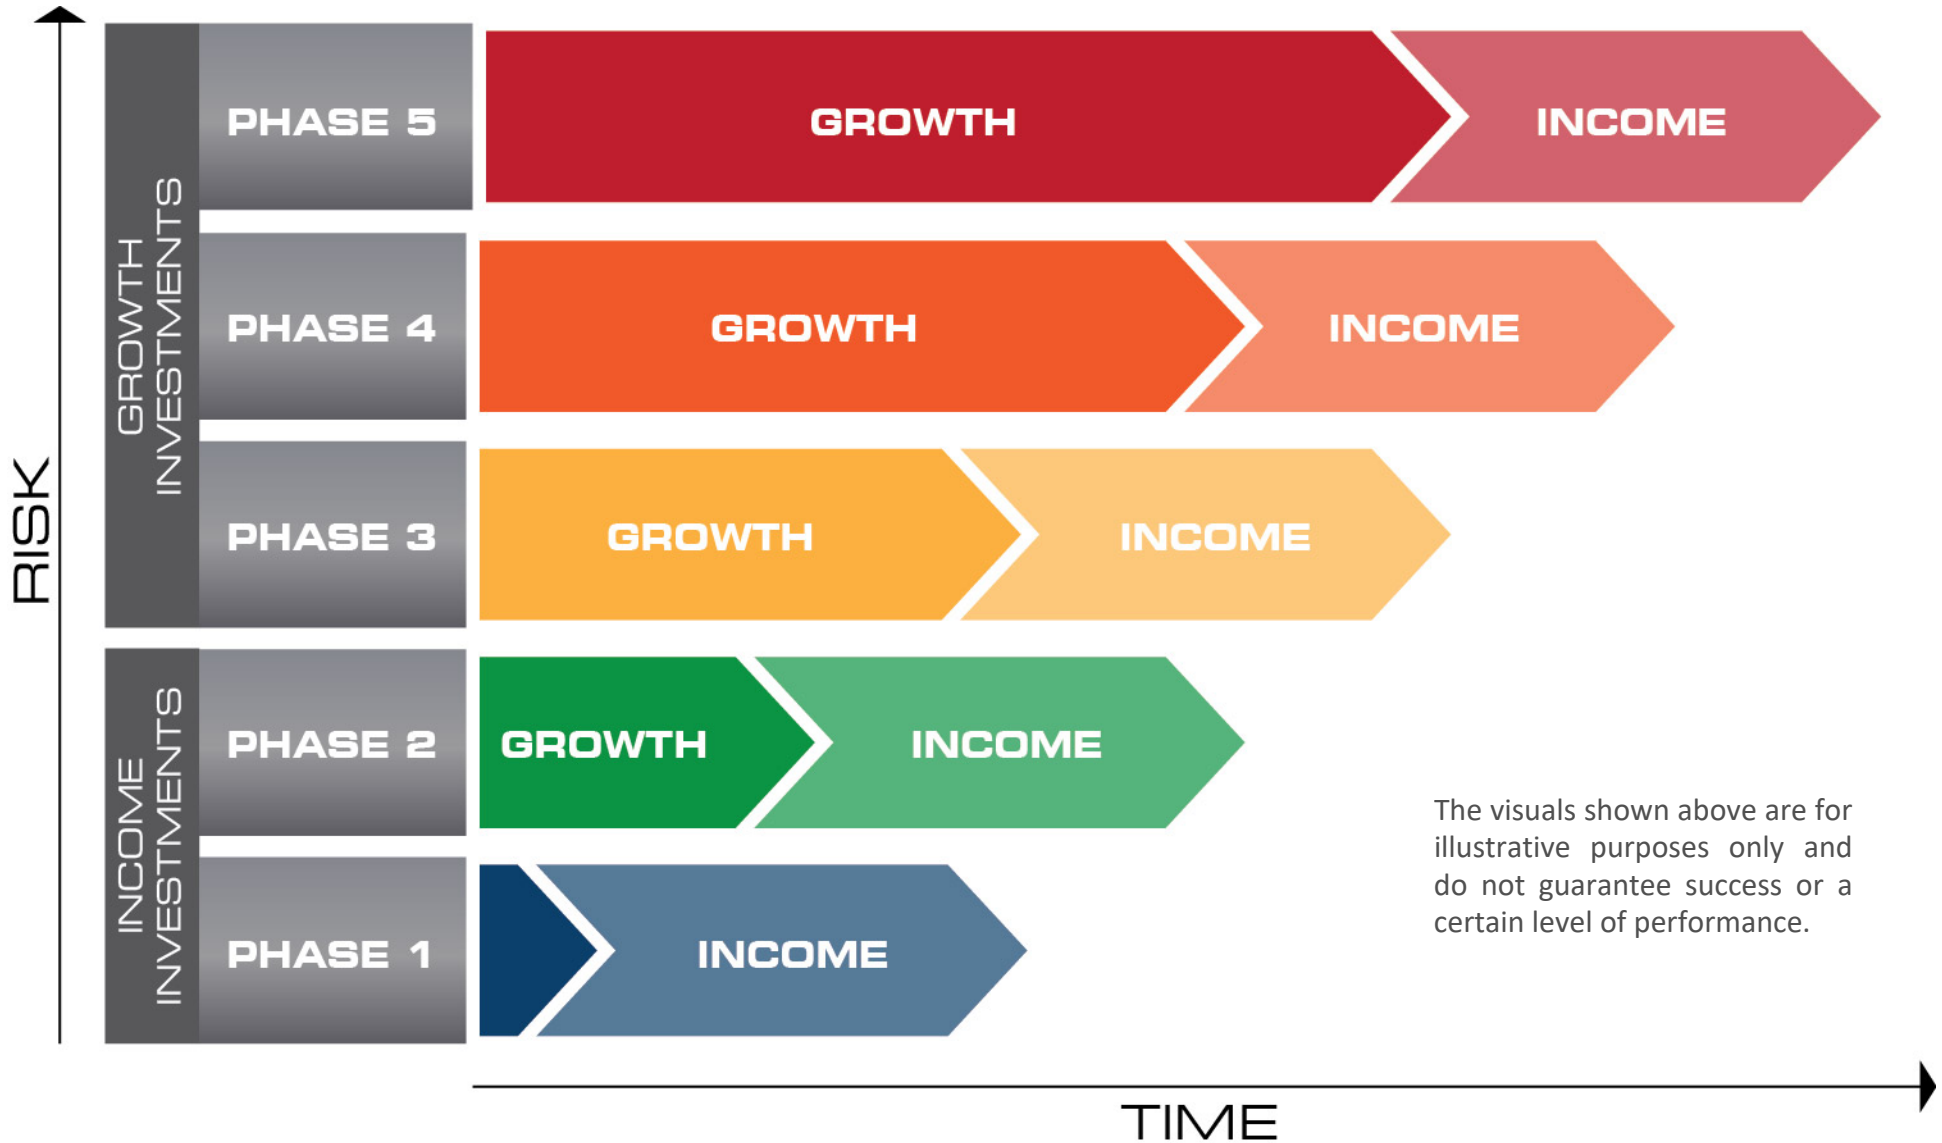 PHASE 5
GROWTH
INCOME
PHASE 4
GROWTH
INCOME
PHASE 3
GROWTH
INCOME
GROWTH
INVESTMENTS
PHASE 2
GROWTH
INCOME
PHASE 1
INCOME
INCOME
INVESTMENTS
RISK
The visuals shown above are for
illustrative purposes only and
do not guarantee success or a
certain level of performance.
TIME